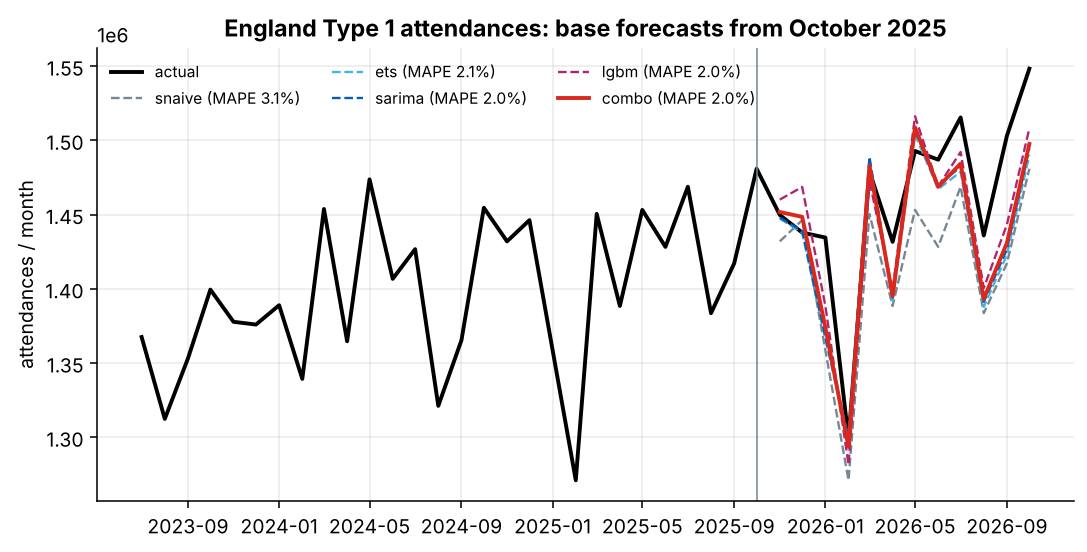 England Type 1 attendances: base forecasts from October 2025
1e6
actual
snaive (MAPE 3.1%)
ets (MAPE 2.1%)
sarima (MAPE 2.0%)
lgbm (MAPE 2.0%)
combo (MAPE 2.0%)
attendances / month
1.55
1.50
1.45
1.40
1.35
1.30
2023-09 2024-01 2024-05 2024-09 2025-01 2025-05 2025-09 2026-01 2026-05 2026-09